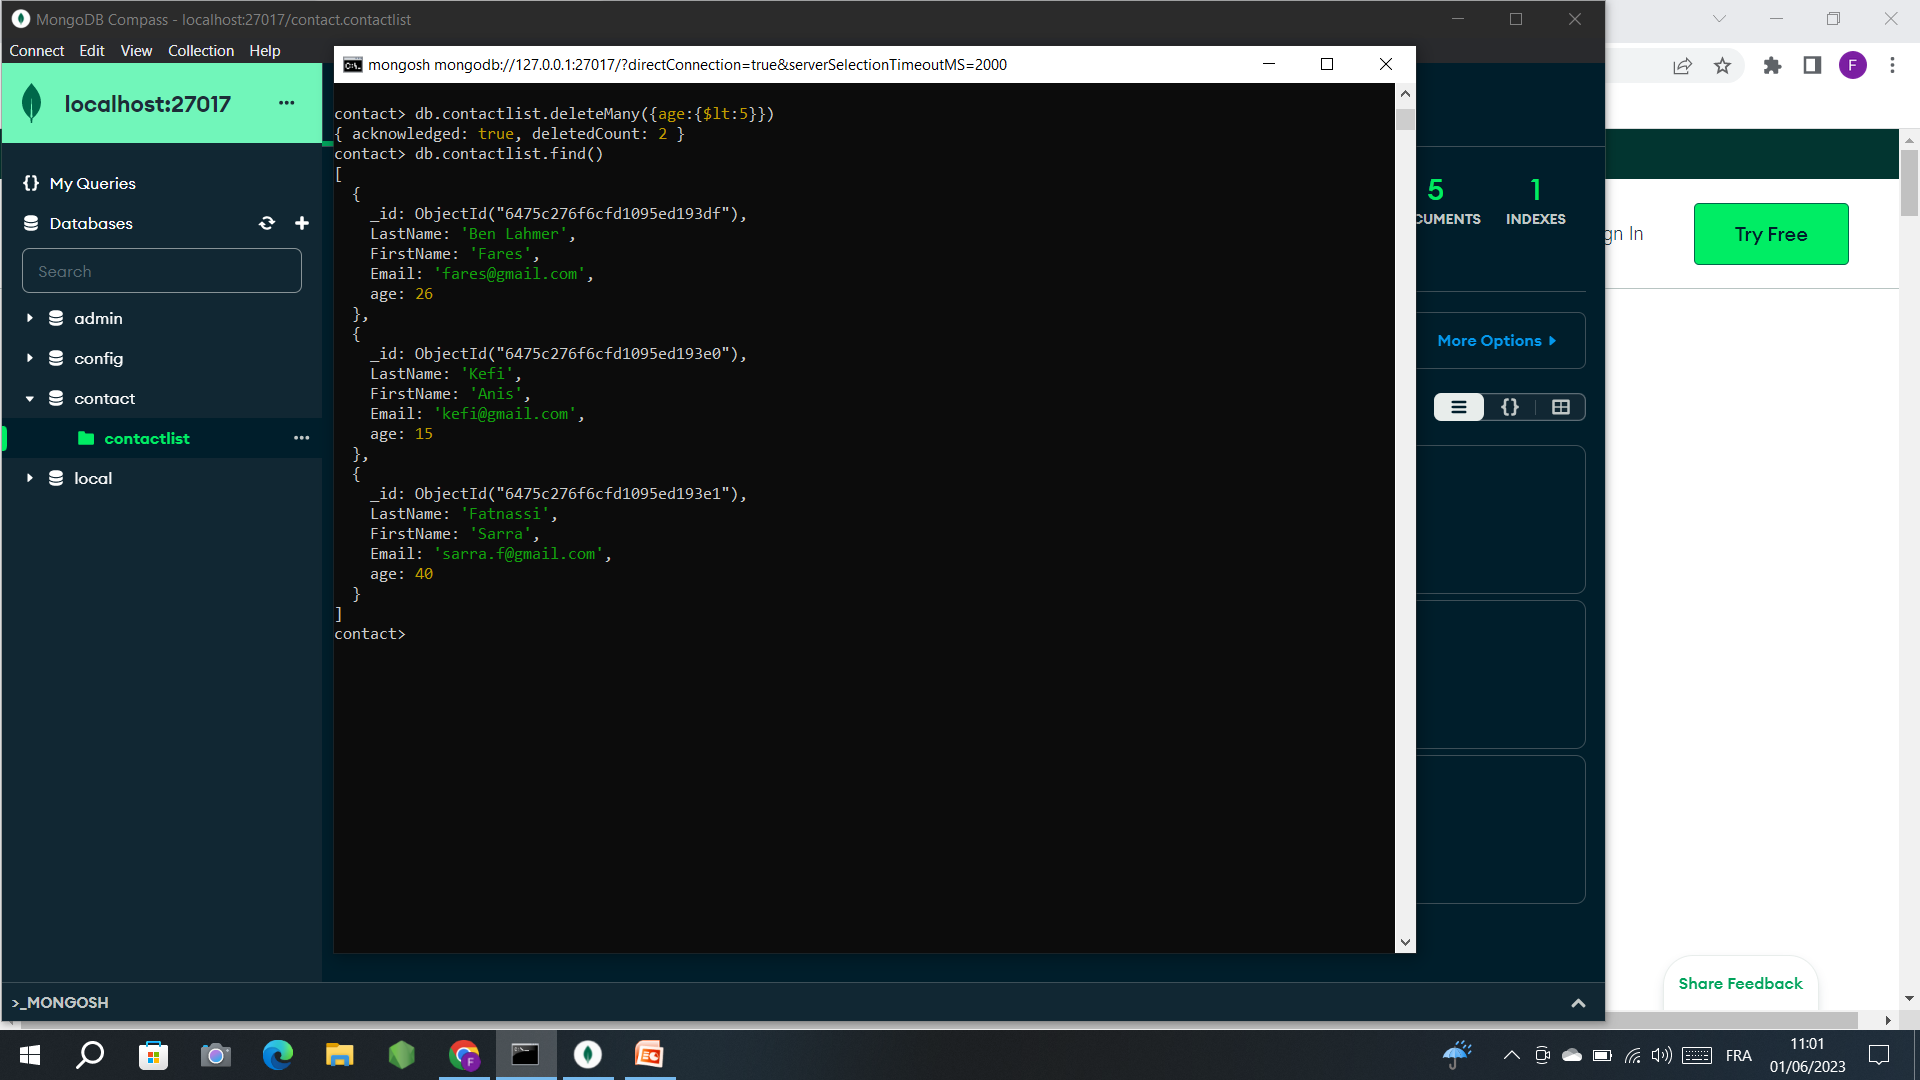 MongoDB Compass - localhost:27017/contact.contactlist
Connect Edit View Collection Help
localhost:27017
My Queries
Databases
Search
admin
config
contact
contactlist
local
mongosh mongodb://127.0.0.1:27017/?directConnection=true&serverSelectionTimeoutMS=2000
contact> db.contactlist.deleteMany({age:{$lt:5}})
{ acknowledged: true, deletedCount: 2 }
contact> db.contactlist.find()
[
{
_id: ObjectId("6475c276f6cfd1095ed193df"),
LastName: 'Ben Lahmer',
FirstName: 'Fares',
Email: 'fares@gmail.com',
age: 26
},
{
_id: ObjectId("6475c276f6cfd1095ed193e0"),
LastName: 'Kefi',
FirstName: 'Anis',
Email: 'kefi@gmail.com',
age: 15
},
{
_id: ObjectId("6475c276f6cfd1095ed193e1"),
LastName: 'Fatnassi',
FirstName: 'Sarra',
Email: 'sarra.f@gmail.com',
age: 40
}
]
contact>
5 1
CUMENTS INDEXES
More Options
F
gn In
Try Free
Share Feedback
>_MONGOSH
FRA
11:01
01/06/2023